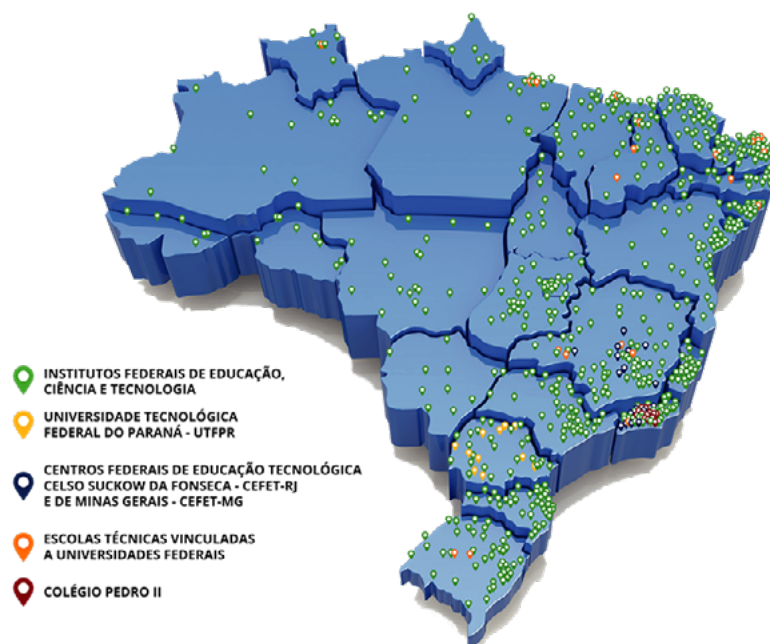 INSTITUTOS FEDERAIS DE EDUCAÇÃO,
CIÊNCIA E TECNOLOGIA
UNIVERSIDADE TECNOLÓGICA
FEDERAL DO PARANÁ - UTFPR
CENTROS FEDERAIS DE EDUCAÇÃO TECNOLÓGICA
CELSO SUCKOW DA FONSECA - CEFET-RJ
E DE MINAS GERAIS - CEFET-MG
ESCOLAS TÉCNICAS VINCULADAS
A UNIVERSIDADES FEDERAIS
COLÉGIO PEDRO II